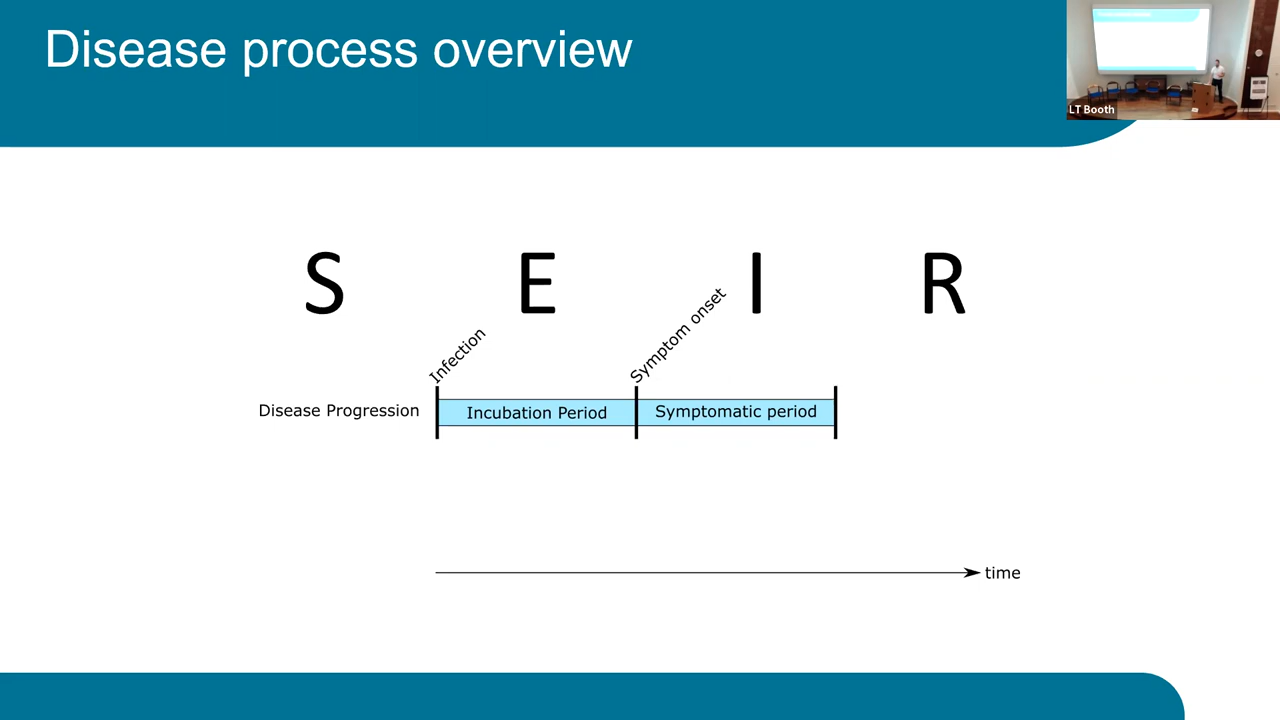 Disease process overview
LT Booth
S E I R
Infection
Symptom onset
Disease Progression
Incubation Period
Symptomatic period
time